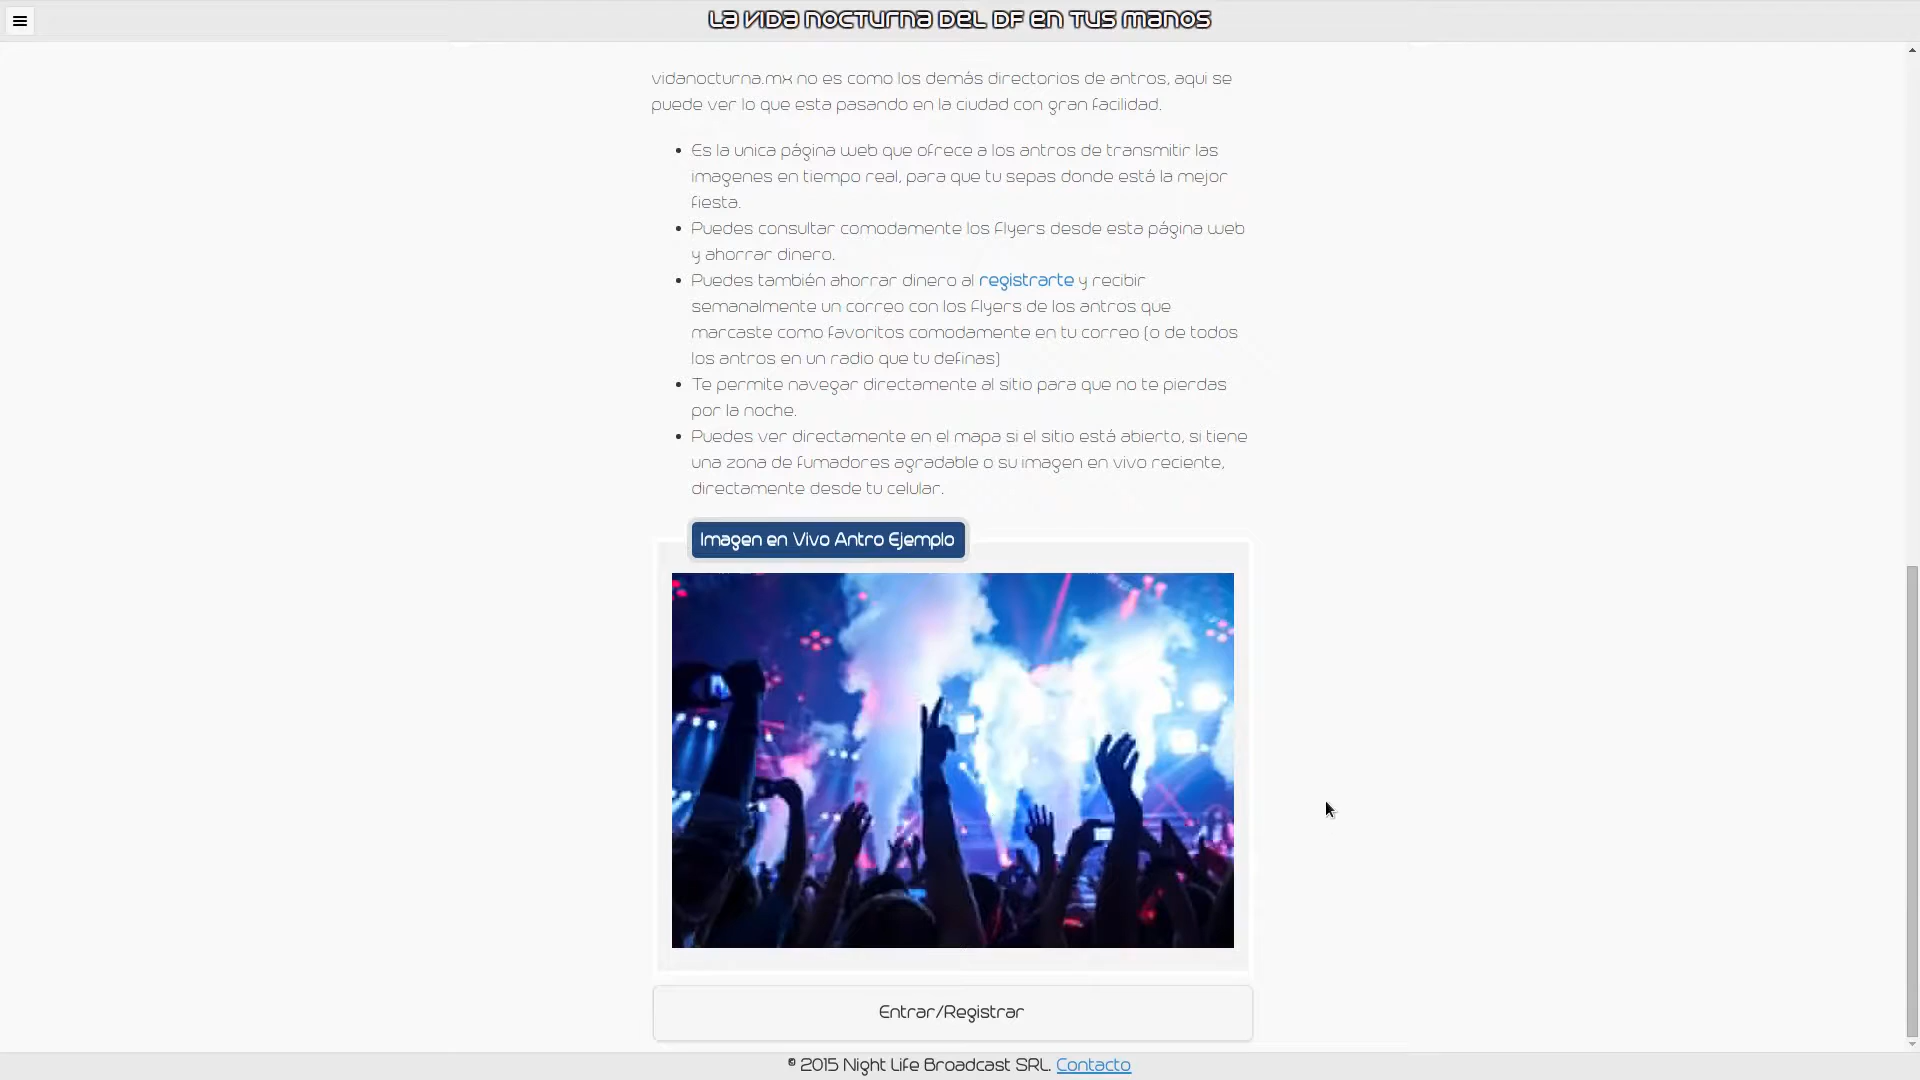 La vida nocturna del DF en tus manos
vidanocturna.mx no es como los demás directorios de antros, aqui se
puede ver lo que esta pasando en la ciudad con gran facilidad.
Es la unica página web que ofrece a los antros de transmitir las
imagenes en tiempo real, para que tu sepas donde está la mejor
fiesta.
Puedes consultar comodamente los flyers desde esta página web
y ahorrar dinero.
Puedes también ahorrar dinero al registrarte y recibir
semanalmente un correo con los flyers de los antros que
marcaste como favoritos comodamente en tu correo (o de todos
los antros en un radio que tu definas)
Te permite navegar directamente al sitio para que no te pierdas
por la noche.
Puedes ver directamente en el mapa si el sitio está abierto, si tiene
una zona de fumadores agradable o su imagen en vivo reciente,
directamente desde tu celular.
Imagen en Vivo Antro Ejemplo
Entrar/Registrar
© 2015 Night Life Broadcast SRL. Contacto